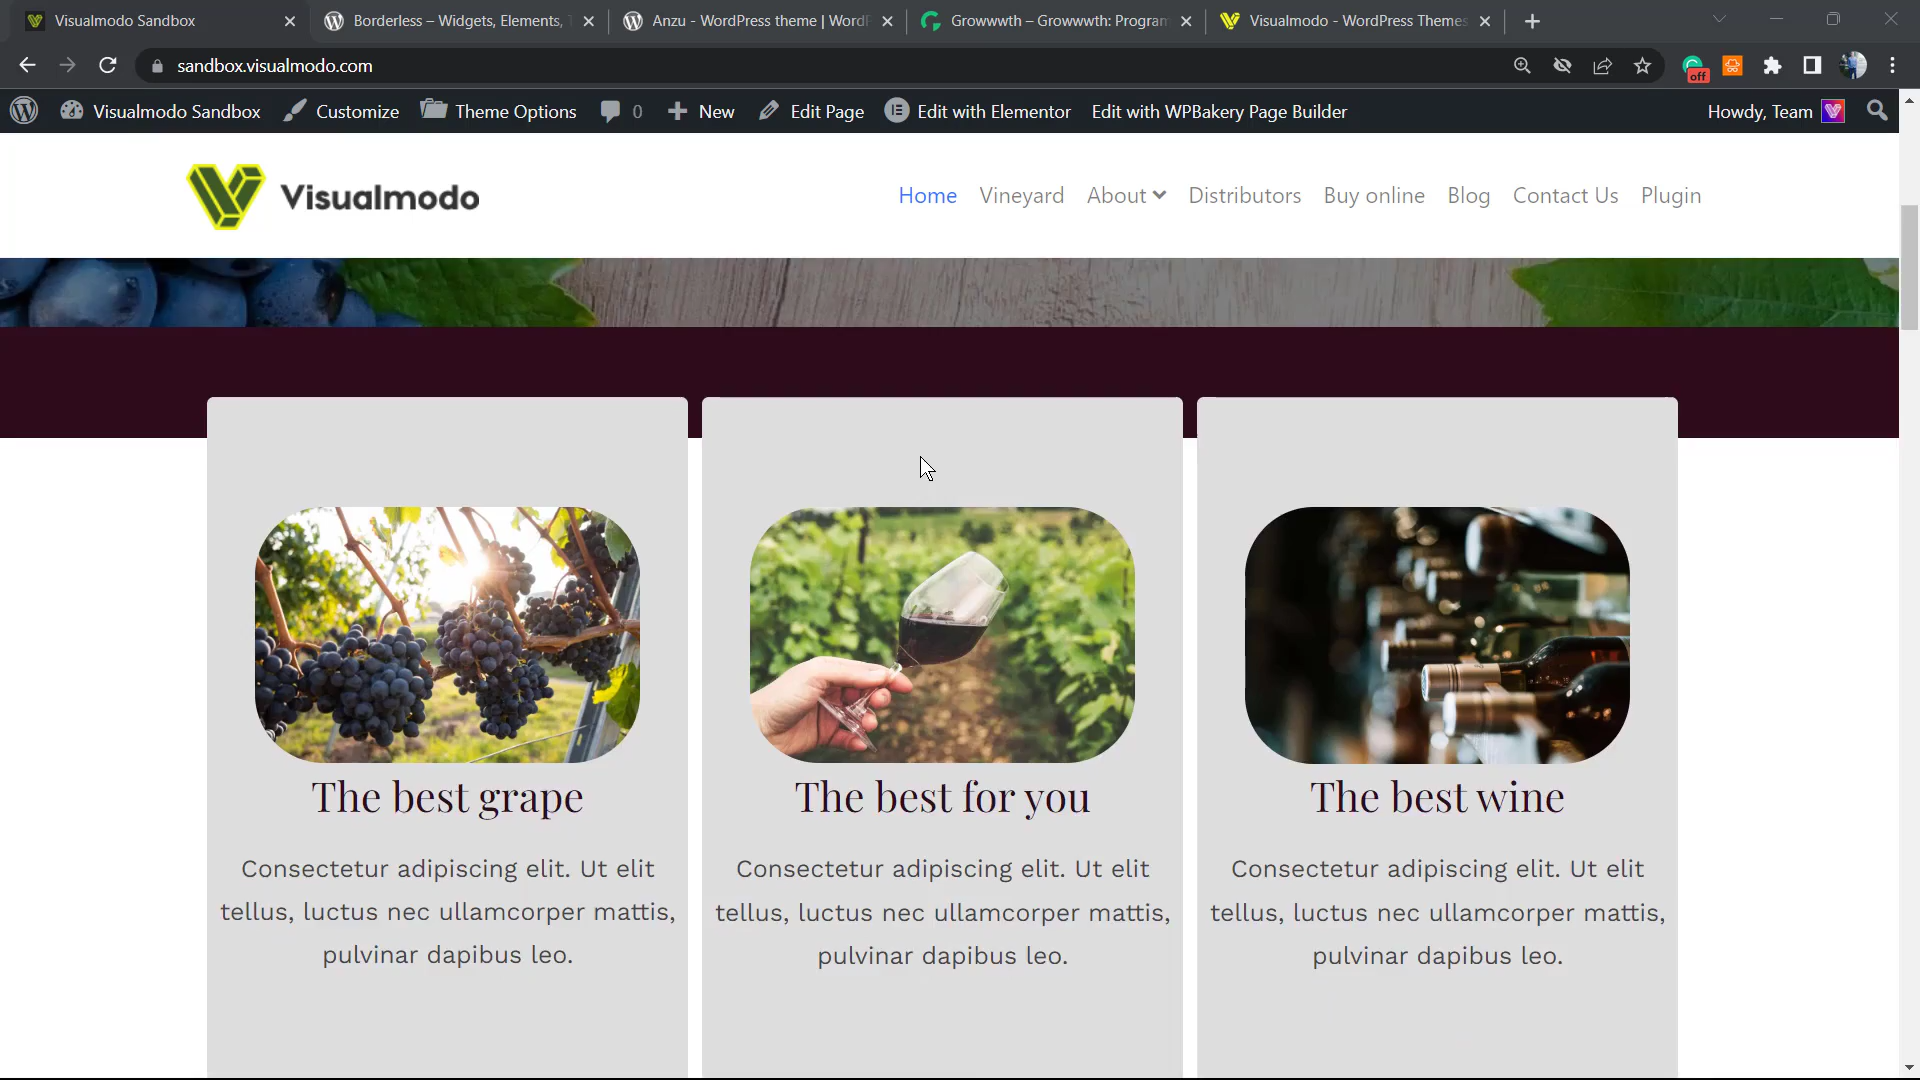 Visualmodo Sandbox
Borderless – Widgets, Elements,
Anzu - WordPress theme | Word
Growwwth – Growwwth: Program
Visualmodo - WordPress Themes
sandbox.visualmodo.com
off
Visualmodo Sandbox Customize Theme Options 0 New Edit Page Edit with Elementor Edit with WPBakery Page Builder Howdy, Team
Visualmodo
Home Vineyard About Distributors Buy online Blog Contact Us Plugin
The best grape
Consectetur adipiscing elit. Ut elit
tellus, luctus nec ullamcorper mattis,
pulvinar dapibus leo.
The best for you
Consectetur adipiscing elit. Ut elit
tellus, luctus nec ullamcorper mattis,
pulvinar dapibus leo.
The best wine
Consectetur adipiscing elit. Ut elit
tellus, luctus nec ullamcorper mattis,
pulvinar dapibus leo.